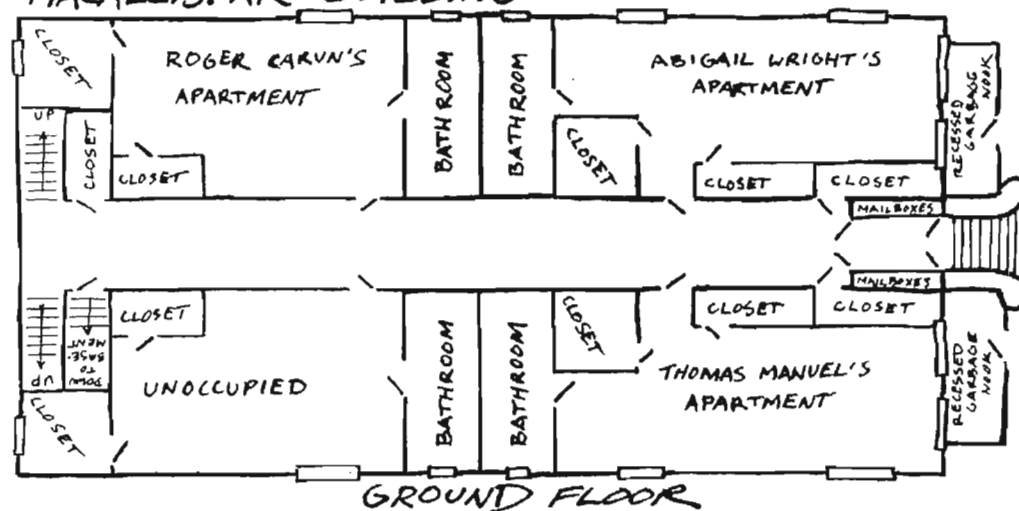 BUILDING
CLOSET
ROGER CARUN'S
APARTMENT
BATHROOM
BATHROOM
ABIGAIL WRIGHT'S
APARTMENT
RECESSED
GARBAGE
NOOK
UP
CLOSET
CLOSET
CLOSET
CLOSET
CLOSET
MAILBOXES
MAILBOXES
CLOSET
CLOSET
CLOSET
CLOSET
UP
DOWN
TO
BASE-
MENT
CLOSET
UNOCCUPIED
BATHROOM
BATHROOM
THOMAS MANUEL'S
APARTMENT
RECESSED
GARBAGE
NOOK
GROUND FLOOR